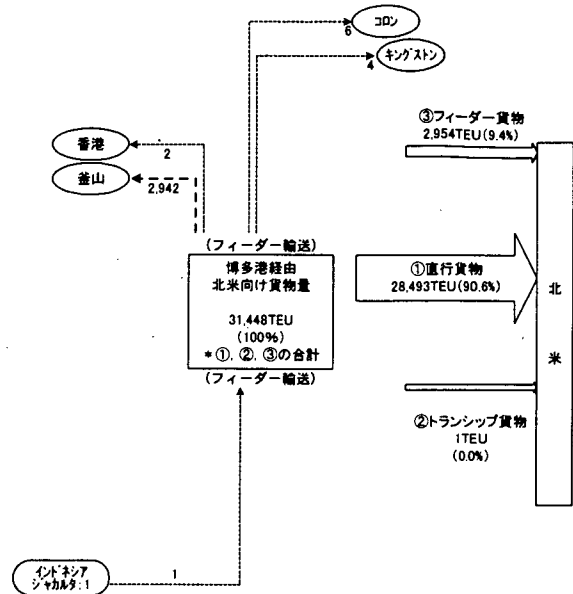 コロン
6
キングストン
4
③フィーダー貨物
2,954TEU(9.4%)
香港
2
釜山
2,942
(フィーダー輸送)
博多港経由
北米向け貨物量
31,448TEU
(100%)
*①, ②, ③の合計
(フィーダー輸送)
①直行貨物
28,493TEU(90.6%)
北
米
②トランシップ貨物
1TEU
(0.0%)
インドネシア
ジャカルタ:1
1